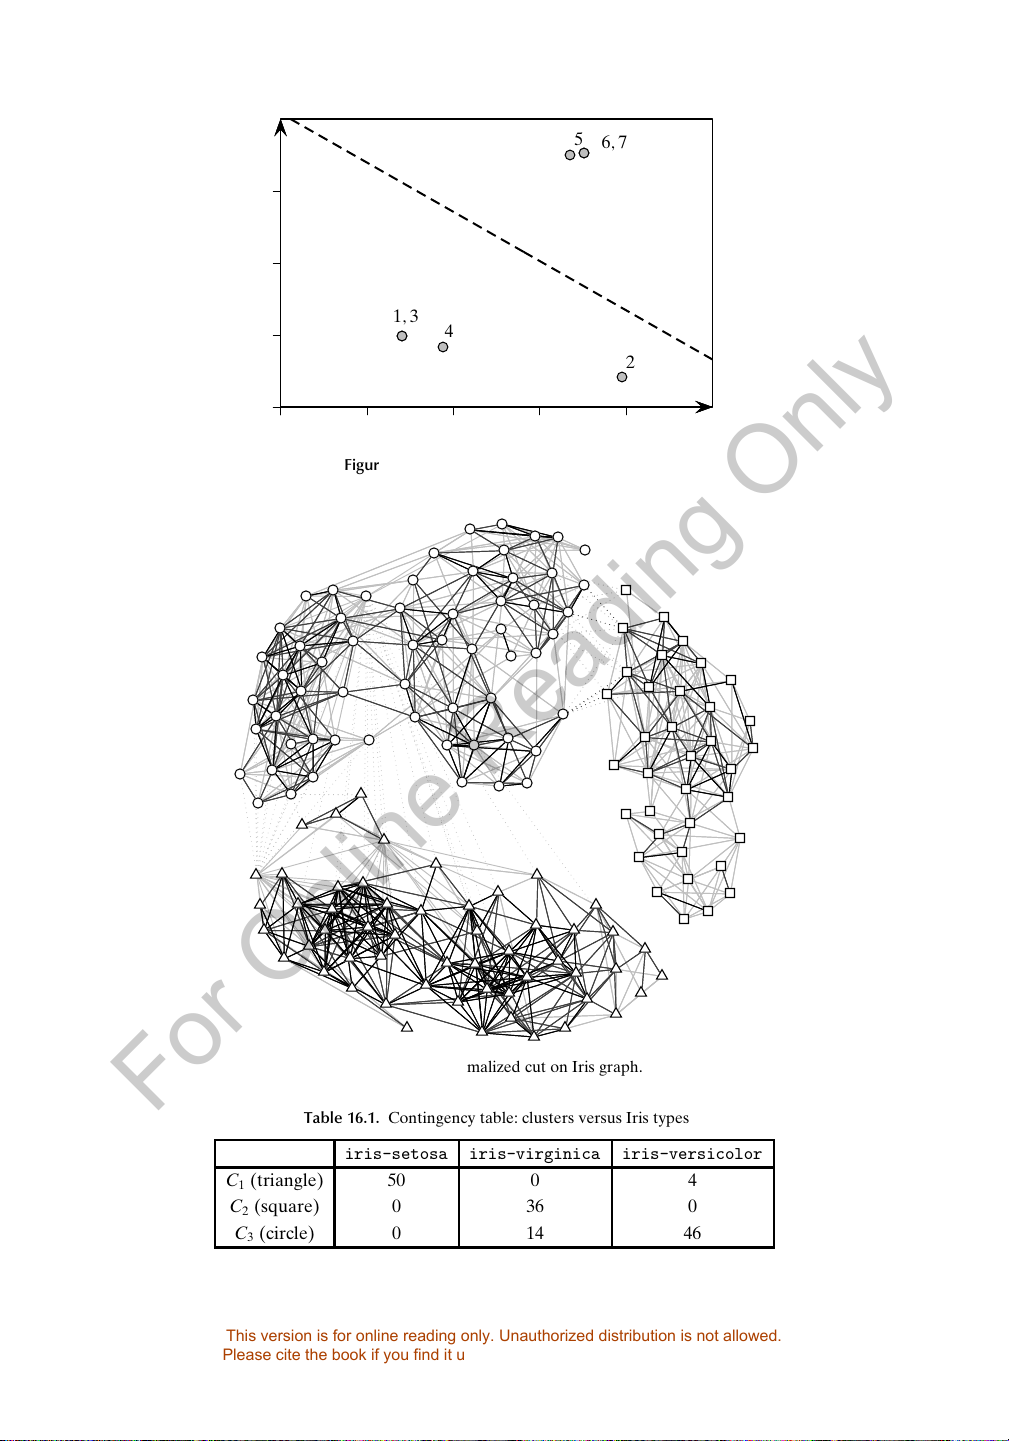 5 6, 7
1, 3
4
2
Figur
malized cut on Iris graph.
Table 16.1. Contingency table: clusters versus Iris types
iris-setosa iris-virginica iris-versicolor
C1 (triangle) 50 0 4
C2 (square) 0 36 0
C3 (circle) 0 14 46
For Online Reading Only
This version is for online reading only. Unauthorized distribution is not allowed.
Please cite the book if you find it u